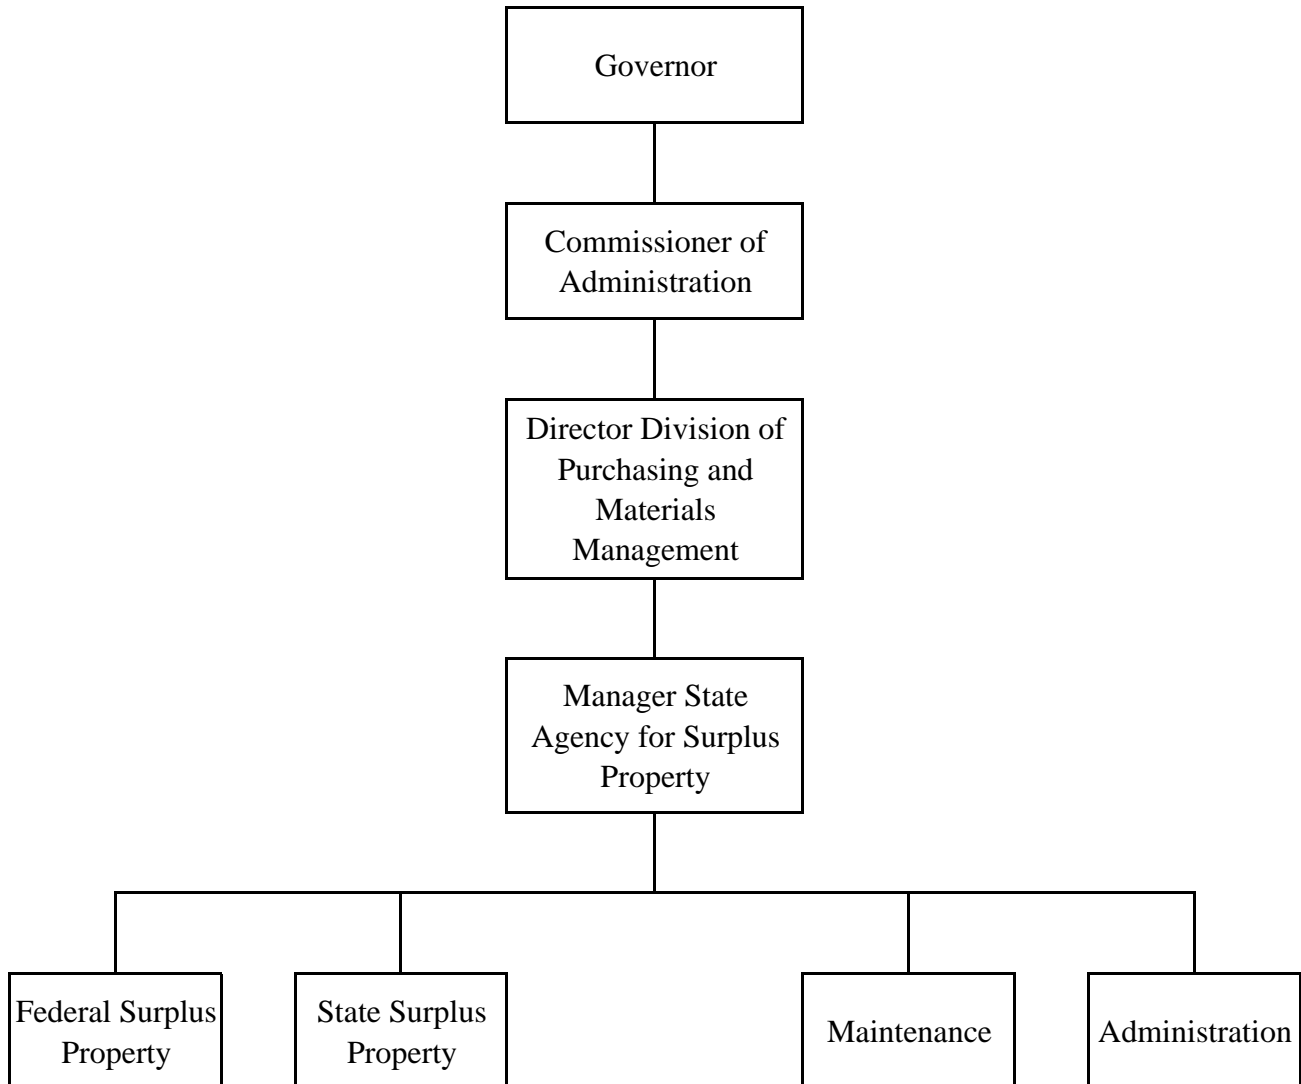 Governor
Commissioner of
Administration
Director Division of
Purchasing and
Materials
Management
Manager State
Agency for Surplus
Property
Federal Surplus
Property
State Surplus
Property
Maintenance
Administration